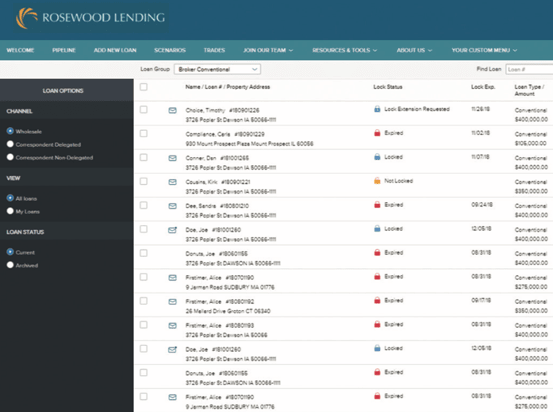 ROSEWOOD LENDING
WELCOME PIPELINE ADD NEW LOAN SCENARIOS TRADES JOIN OUR TEAM RESOURCES & TOOLS ABOUT US YOUR CUSTOM MENU
Loan Group Broker Conventional Find Loan Loan #
LOAN OPTIONS
CHANNEL
Wholesale
Correspondent Delegated
Correspondent Non-Delegated
VIEW
All loans
My Loans
LOAN STATUS
Current
Archived
Name / Loan # / Property Address Lock Status Lock Exp. Loan Type / Amount
Choice, Timothy #180901226 Lock Extension Requested 11/26/18 Conventional
3726 Poplar St Dawson IA 50066-1111 $400,000.00
Compliance, Carla #180901229 Expired 11/02/18 Conventional
930 Mount Prospect Plaza Mount Prospect IL 60056 $105,000.00
Conner, Dan #181001265 Locked 11/07/18 Conventional
3726 Poplar St Dawson IA 50066-1111 $400,000.00
Cousins, Kirk #180901221 Not Locked Conventional
3726 Poplar St Dawson IA 50066-1111 $350,000.00
Dee, Sandra #180801210 Expired 09/24/18 Conventional
3726 Poplar St Dawson IA 50066-1111 $400,000.00
Doe, Joe #181001260 Locked 12/05/18 Conventional
3726 Poplar St Dawson IA 50066-1111 $400,000.00
Donuts, Joe #180601155 Expired 08/31/18 Conventional
3726 Poplar St DAWSON IA 50066-1111 $400,000.00
Firstimer, Alice #180701190 Expired 08/31/18 Conventional
9 Jarman Road SUDBURY MA 01776 $275,000.00
Firstimer, Alice #180801192 Expired 09/17/18 Conventional
26 Mallard Drive Groton CT 06340 $350,000.00
Firstimer, Alice #180801193 Expired 08/31/18 Conventional
3726 Poplar St Dawson IA 50066-1111 $400,000.00
Doe, Joe #181001260 Locked 12/05/18 Conventional
3726 Poplar St Dawson IA 50066-1111 $400,000.00
Donuts, Joe #180601155 Expired 08/31/18 Conventional
3726 Poplar St DAWSON IA 50066-1111 $400,000.00
Firstimer, Alice #180701190 Expired 08/31/18 Conventional
9 Jarman Road SUDBURY MA 01776 $275,000.00